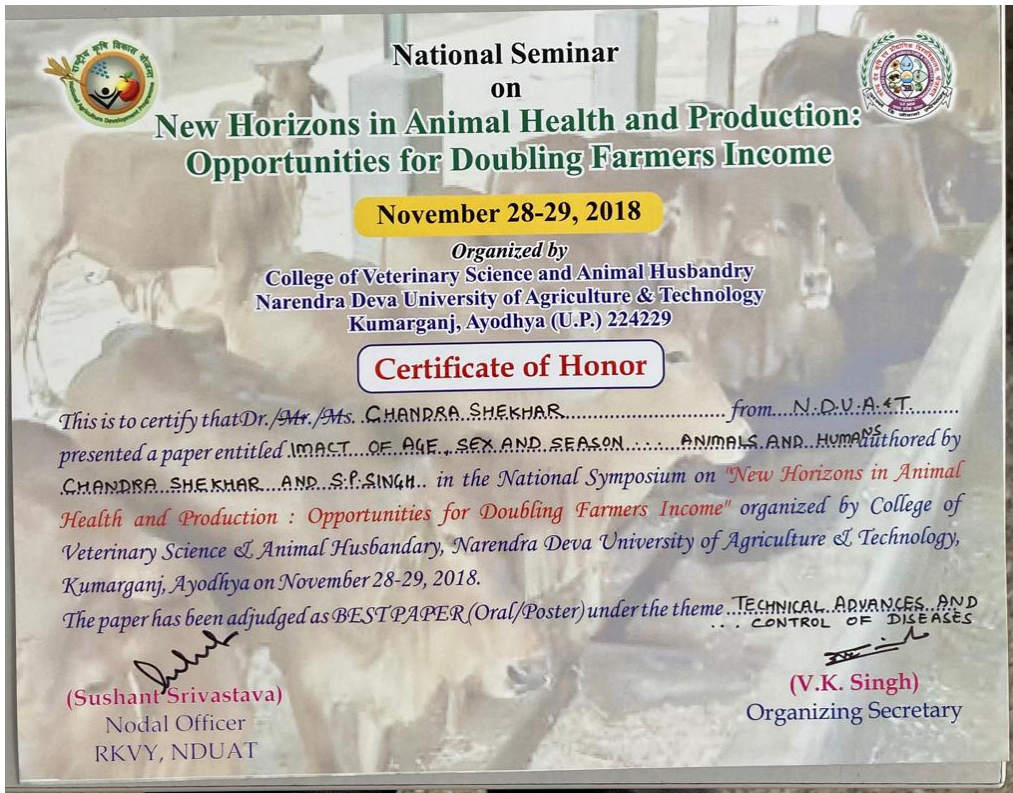 राष्ट्रीय कृषि विकास योजना
National Agriculture Development Programme
National Seminar
on
New Horizons in Animal Health and Production:
Opportunities for Doubling Farmers Income
November 28-29, 2018
Organized by
College of Veterinary Science and Animal Husbandry
Narendra Deva University of Agriculture & Technology
Kumarganj, Ayodhya (U.P.) 224229
Certificate of Honor
This is to certify that Dr./Mr./Ms. CHANDRA SHEKHAR from N.D.U.A.&T.
presented a paper entitled IMACT OF AGE, SEX AND SEASON .... ANIMALS AND HUMANS authored by
CHANDRA SHEKHAR AND S.P. SINGH in the National Symposium on "New Horizons in Animal
Health and Production : Opportunities for Doubling Farmers Income" organized by College of
Veterinary Science & Animal Husbandary, Narendra Deva University of Agriculture & Technology,
Kumarganj, Ayodhya on November 28-29, 2018.
The paper has been adjudged as BEST PAPER (Oral/Poster) under the theme TECHNICAL ADVANCES AND
... CONTROL OF DISEASES
(Sushant Srivastava)
Nodal Officer
RKVY, NDUAT
(V.K. Singh)
Organizing Secretary